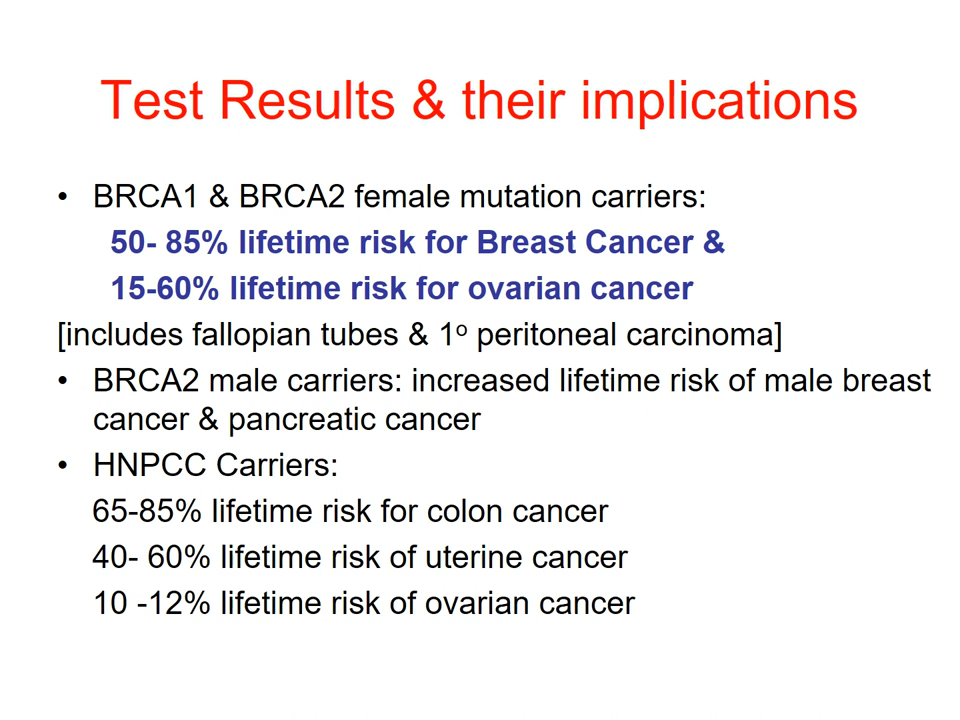 Test Results & their implications
• BRCA1 & BRCA2 female mutation carriers:
50- 85% lifetime risk for Breast Cancer &
15-60% lifetime risk for ovarian cancer
[includes fallopian tubes & 1º peritoneal carcinoma]
• BRCA2 male carriers: increased lifetime risk of male breast
cancer & pancreatic cancer
• HNPCC Carriers:
65-85% lifetime risk for colon cancer
40- 60% lifetime risk of uterine cancer
10 -12% lifetime risk of ovarian cancer